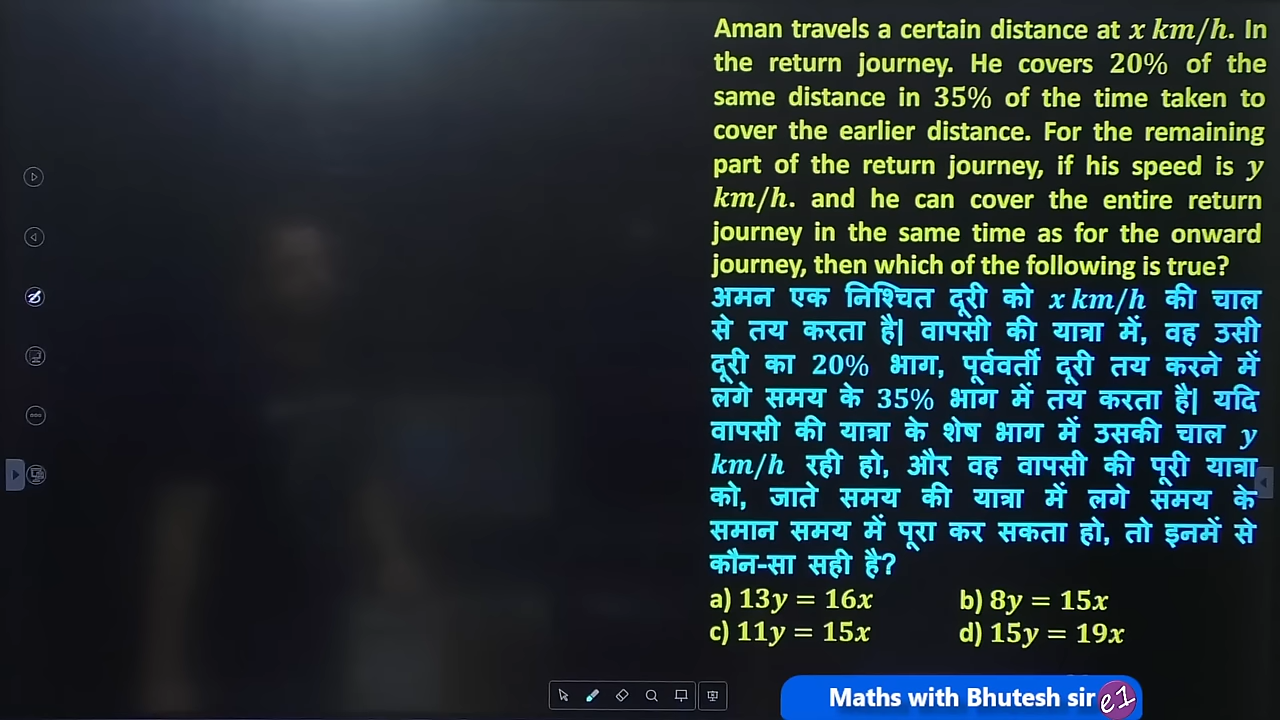 Aman travels a certain distance at x km/h. In
the return journey. He covers 20% of the
same distance in 35% of the time taken to
cover the earlier distance. For the remaining
part of the return journey, if his speed is y
km/h. and he can cover the entire return
journey in the same time as for the onward
journey, then which of the following is true?
अमन एक निश्चित दूरी को x km/h की चाल
से तय करता है| वापसी की यात्रा में, वह उसी
दूरी का 20% भाग, पूर्ववर्ती दूरी तय करने में
लगे समय के 35% भाग में तय करता है| यदि
वापसी की यात्रा के शेष भाग में उसकी चाल y
km/h रही हो, और वह वापसी की पूरी यात्रा
को, जाते समय की यात्रा में लगे समय के
समान समय में पूरा कर सकता हो, तो इनमें से
कौन-सा सही है?
a) 13y = 16x b) 8y = 15x
c) 11y = 15x d) 15y = 19x
Maths with Bhutesh sir e1